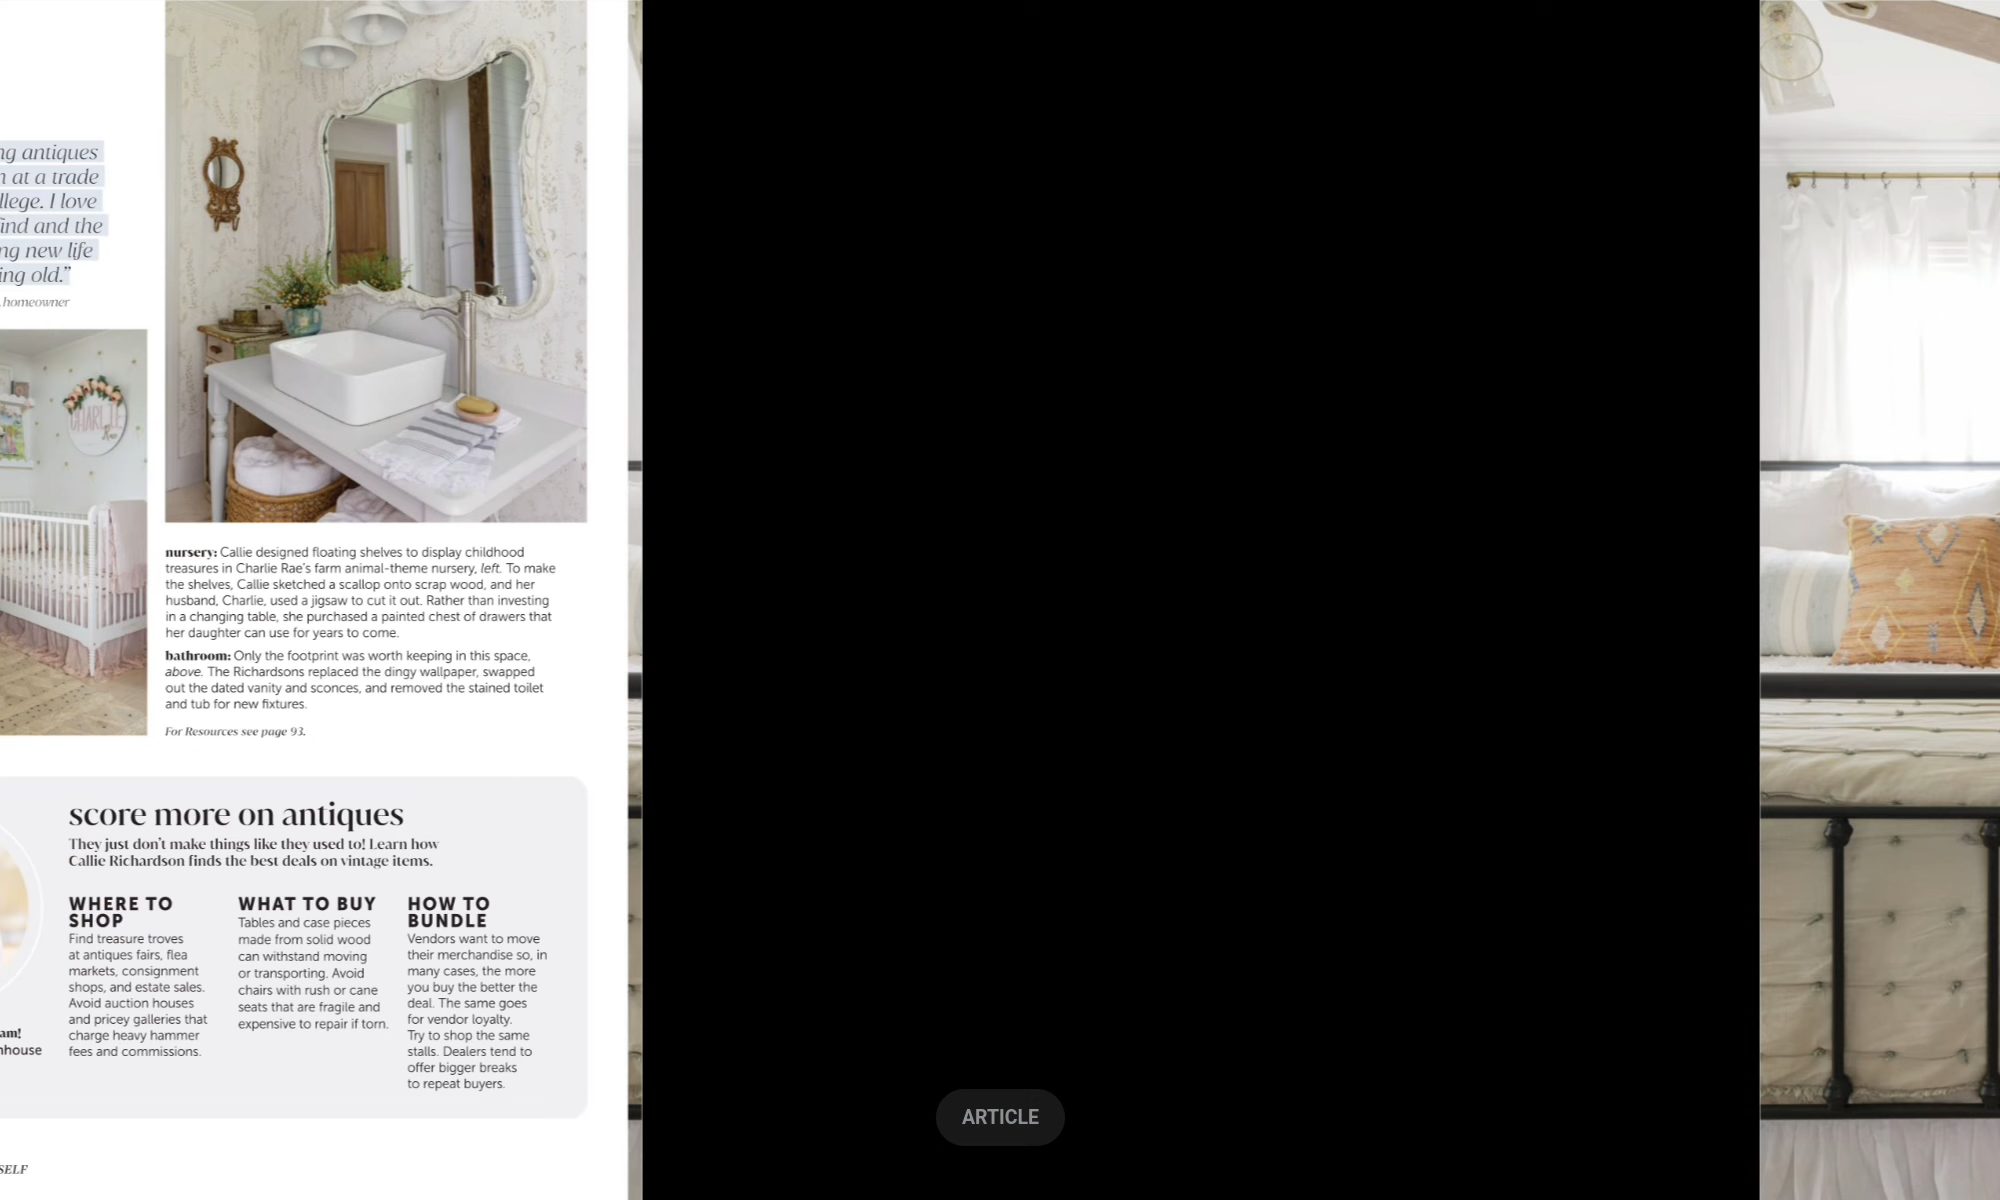 ng antiques
at a trade
llege. I love
find and the
ng new life
ing old.”
homeowner
CHARLIE
Rae
nursery: Callie designed floating shelves to display childhood
treasures in Charlie Rae’s farm animal-theme nursery, left. To make
the shelves, Callie sketched a scallop onto scrap wood, and her
husband, Charlie, used a jigsaw to cut it out. Rather than investing
in a changing table, she purchased a painted chest of drawers that
her daughter can use for years to come.
bathroom: Only the footprint was worth keeping in this space,
above. The Richardsons replaced the dingy wallpaper, swapped
out the dated vanity and sconces, and removed the stained toilet
and tub for new fixtures.
For Resources see page 93.
score more on antiques
They just don’t make things like they used to! Learn how
Callie Richardson finds the best deals on vintage items.
WHERE TO
SHOP
Find treasure troves
at antiques fairs, flea
markets, consignment
shops, and estate sales.
Avoid auction houses
and pricey galleries that
charge heavy hammer
fees and commissions.
WHAT TO BUY
Tables and case pieces
made from solid wood
can withstand moving
or transporting. Avoid
chairs with rush or cane
seats that are fragile and
expensive to repair if torn.
HOW TO
BUNDLE
Vendors want to move
their merchandise so, in
many cases, the more
you buy the better the
deal. The same goes
for vendor loyalty.
Try to shop the same
stalls. Dealers tend to
offer bigger breaks
to repeat buyers.
am!
nhouse
SELF
ARTICLE